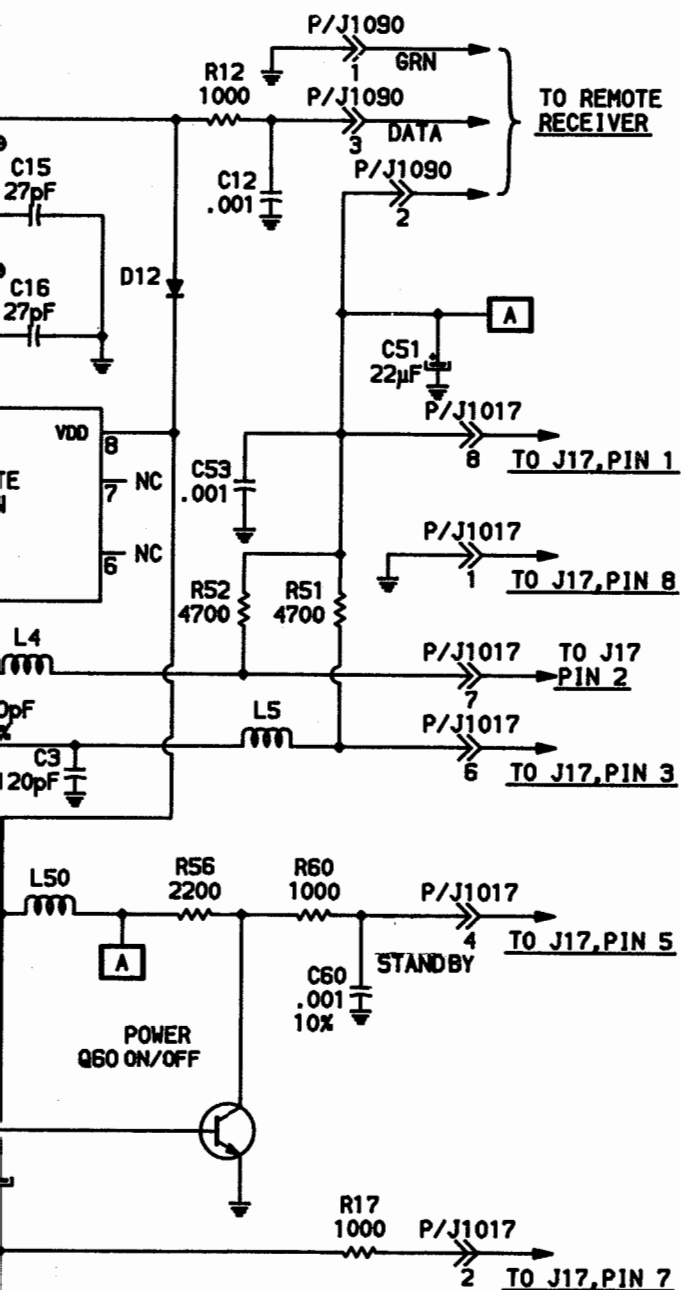 P/J1090
1
GRN
R12
1000
P/J1090
3
DATA
TO REMOTE
RECEIVER
C12
.001
P/J1090
2
C15
27pF
D12
C16
27pF
A
C51
22µF
+
VDD
8
P/J1017
8
TO J17,PIN 1
C53
.001
7
NC
6
NC
P/J1017
1
TO J17,PIN 8
R52
4700
R51
4700
L4
P/J1017
7
TO J17
PIN 2
L5
P/J1017
6
TO J17,PIN 3
C3
120pF
L50
R56
2200
R60
1000
P/J1017
4
TO J17,PIN 5
A
STANDBY
C60
.001
10%
POWER
Q60 ON/OFF
R17
1000
P/J1017
2
TO J17,PIN 7